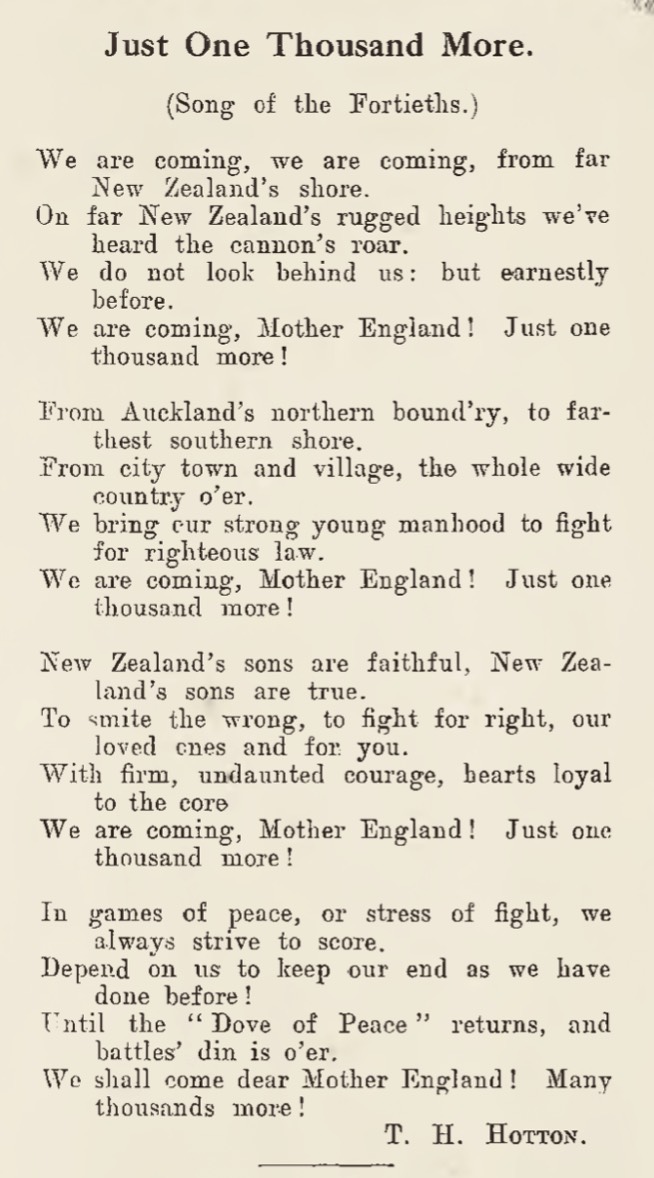 Just One Thousand More.
(Song of the Fortieths.)
We are coming, we are coming, from far
New Zealand's shore.
On far New Zealand's rugged heights we've
heard the cannon's roar.
We do not look behind us: but earnestly
before.
We are coming, Mother England! Just one
thousand more!
From Auckland's northern bound'ry, to far-
thest southern shore.
From city town and village, the whole wide
country o'er.
We bring our strong young manhood to fight
for righteous law.
We are coming, Mother England! Just one
thousand more!
New Zealand's sons are faithful, New Zea-
land's sons are true.
To smite the wrong, to fight for right, our
loved ones and for you.
With firm, undaunted courage, hearts loyal
to the core
We are coming, Mother England! Just one
thousand more!
In games of peace, or stress of fight, we
always strive to score.
Depend on us to keep our end as we have
done before!
Until the "Dove of Peace" returns, and
battles' din is o'er.
We shall come dear Mother England! Many
thousands more!
T. H. HOTTON.